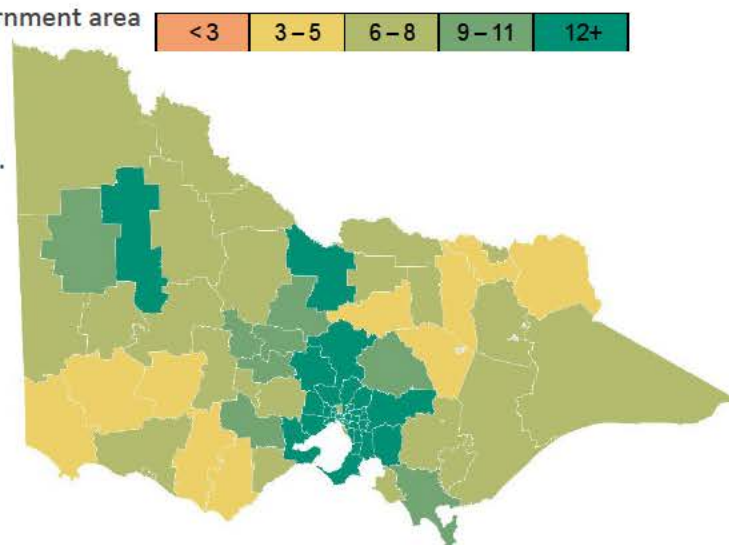 rnment area
< 3 3 – 5 6 – 8 9 – 11 12+
.